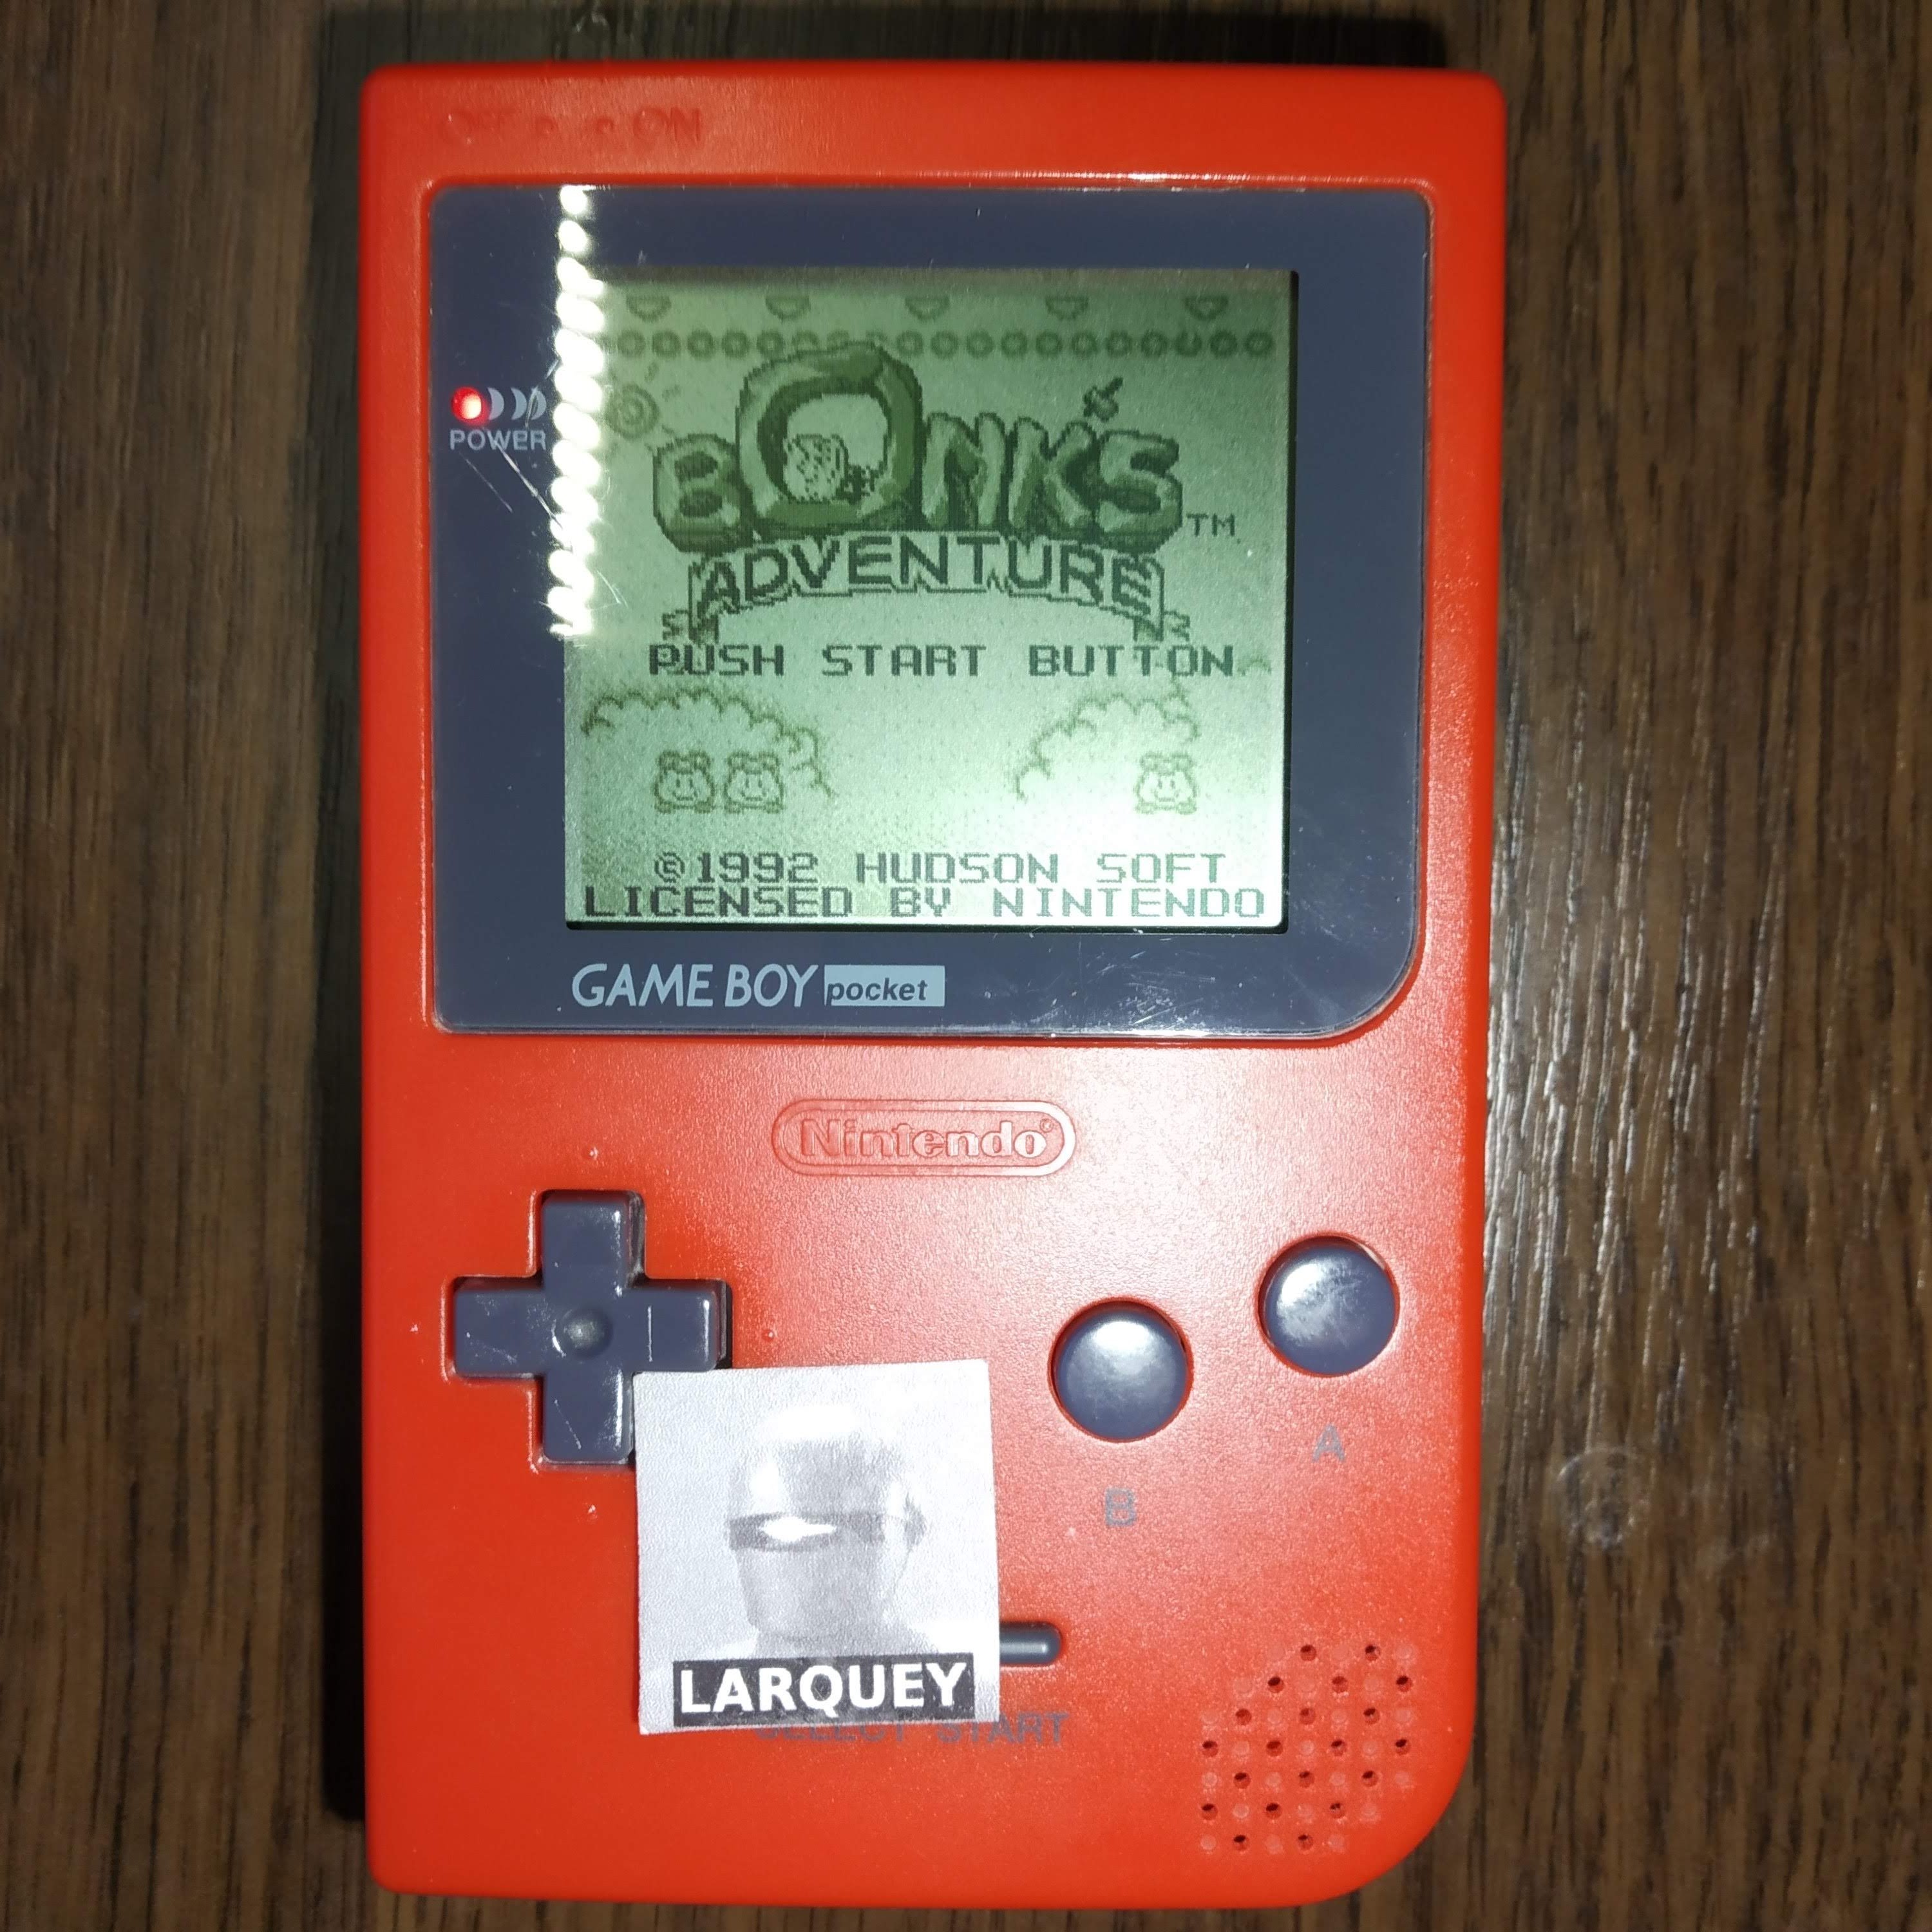 OFF ON
POWER
BONK'S TM
ADVENTURE
PUSH START BUTTON
©1992 HUDSON SOFT
LICENSED BY NINTENDO
GAME BOY pocket
Nintendo®
A
B
LARQUEY
SELECT START